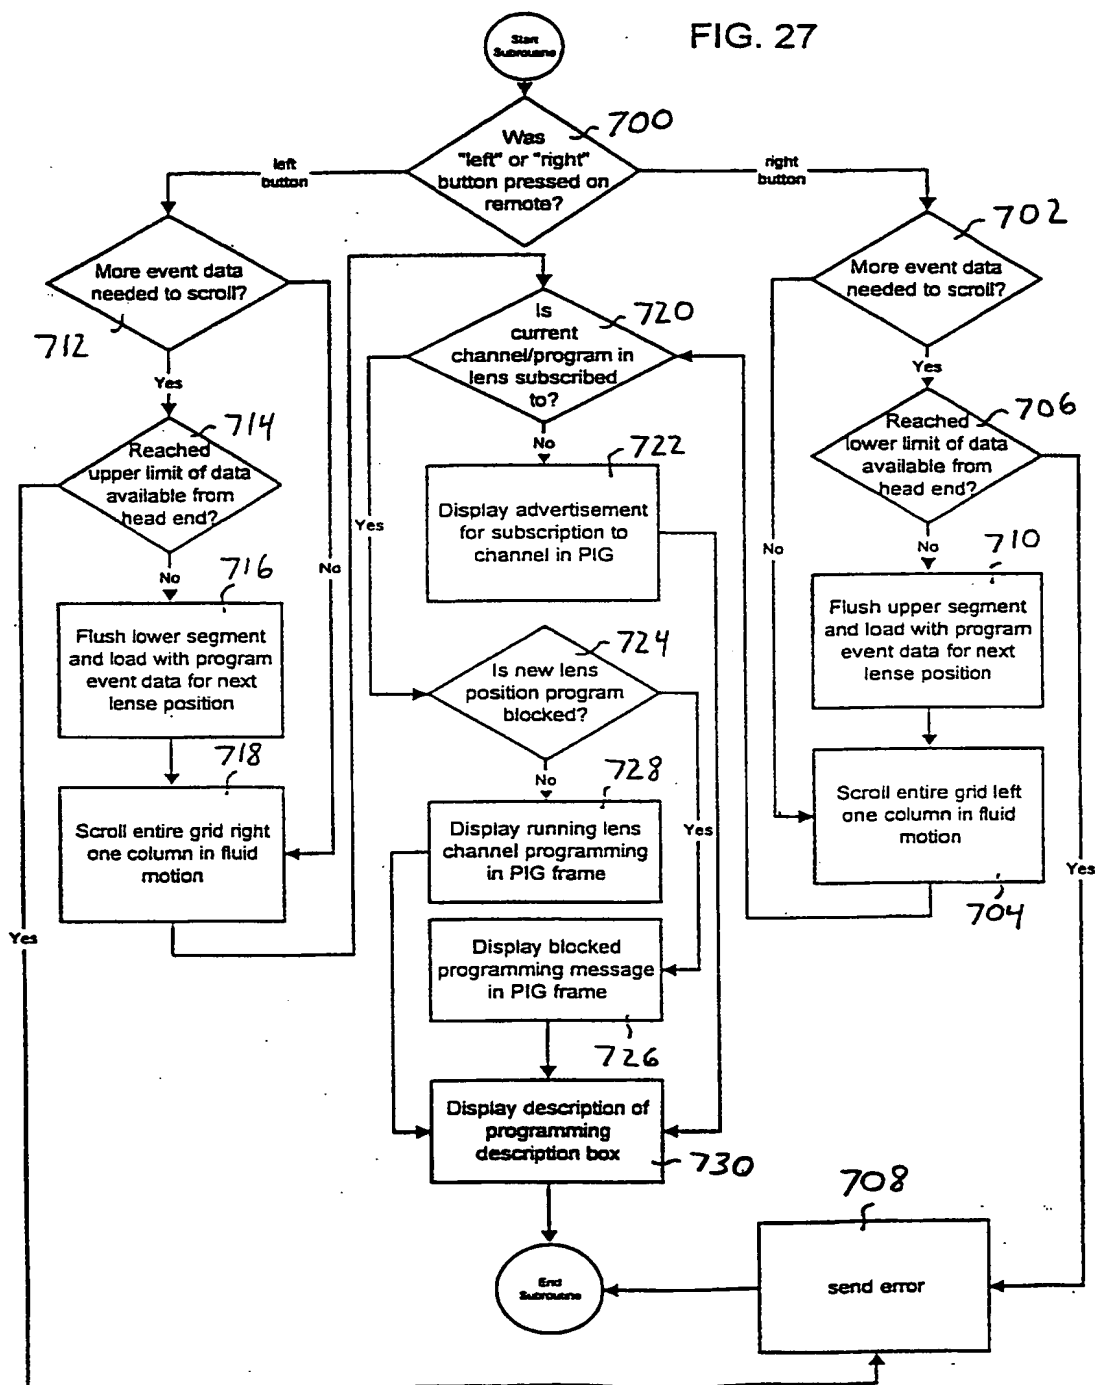 FIG. 27
Start
Subroutine
700
Was
"left" or "right"
button pressed on
remote?
left
button
right
button
702
More event data
needed to scroll?
712
More event data
needed to scroll?
Is
current
channel/program in
lens subscribed
to?
720
Yes
Yes
714
Reached
upper limit of data
available from
head end?
No
722
Display advertisement
for subscription to
channel in PIG
706
Reached
lower limit of data
available from
head end?
Yes
No
No
716
No
No
710
Flush lower segment
and load with program
event data for next
lense position
724
Is new lens
position program
blocked?
Flush upper segment
and load with program
event data for next
lense position
718
Scroll entire grid right
one column in fluid
motion
No
728
Display running lens
channel programming
in PIG frame
Yes
Scroll entire grid left
one column in fluid
motion
704
Yes
Yes
Display blocked
programming message
in PIG frame
726
Display description of
programming
description box
730
708
send error
End
Subroutine